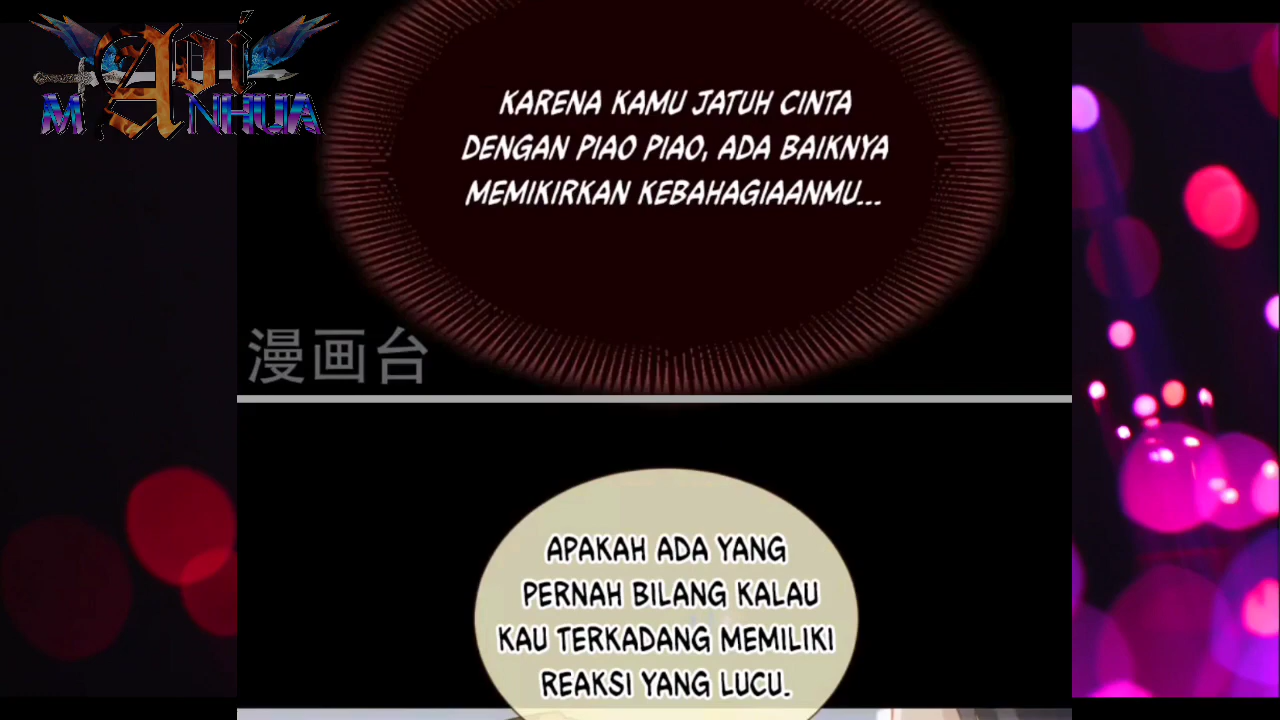 Aoi
MANHUA
KARENA KAMU JATUH CINTA
DENGAN PIAO PIAO, ADA BAIKNYA
MEMIKIRKAN KEBAHAGIAANMU...
漫画台
APAKAH ADA YANG
PERNAH BILANG KALAU
KAU TERKADANG MEMILIKI
REAKSI YANG LUCU.